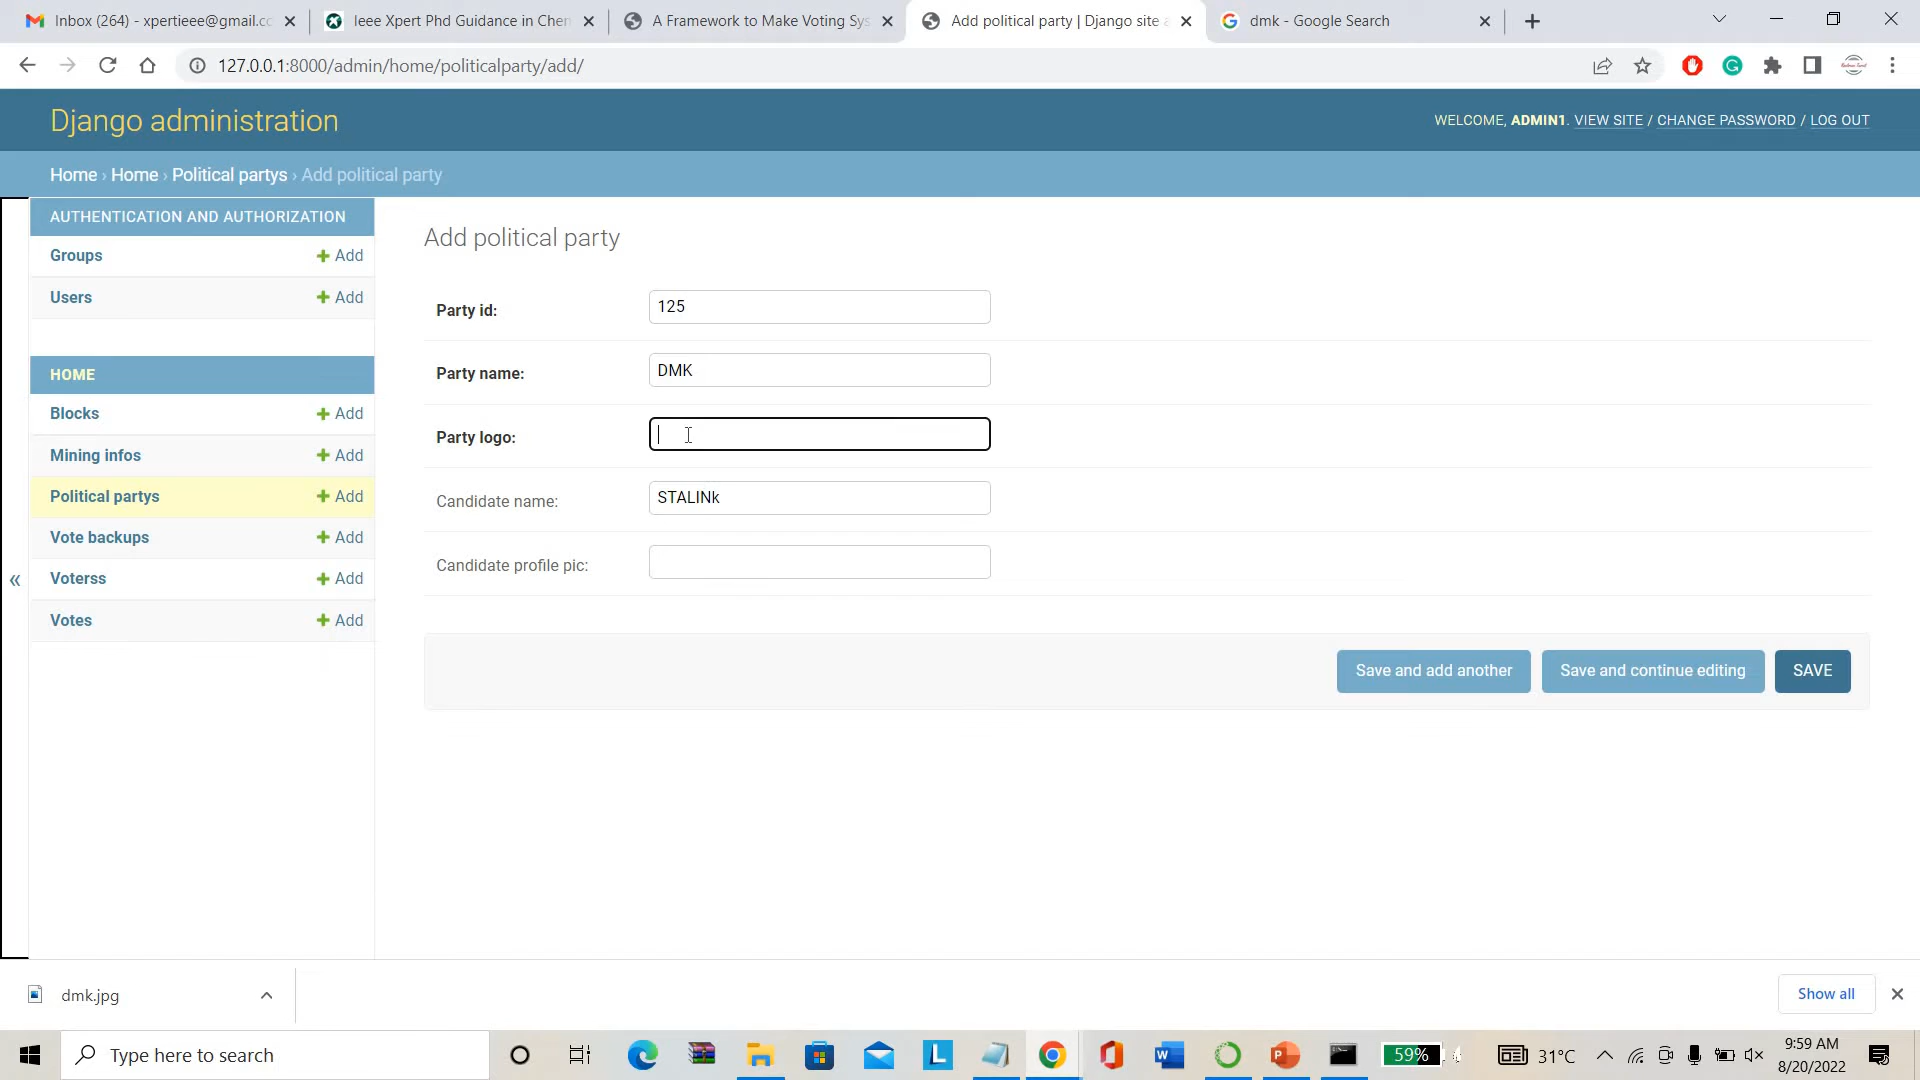 Inbox (264) - xpertieee@gmail.cc
Ieee Xpert Phd Guidance in Chen
A Framework to Make Voting Sys
Add political party | Django site a
dmk - Google Search
127.0.0.1:8000/admin/home/politicalparty/add/
Django administration
WELCOME, ADMIN1. VIEW SITE / CHANGE PASSWORD / LOG OUT
Home › Home › Political partys › Add political party
AUTHENTICATION AND AUTHORIZATION
Groups + Add
Users + Add
HOME
Blocks + Add
Mining infos + Add
Political partys + Add
Vote backups + Add
Voterss + Add
Votes + Add
«
Add political party
Party id: 125
Party name: DMK
Party logo:
Candidate name: STALINk
Candidate profile pic:
Save and add another
Save and continue editing
SAVE
dmk.jpg
Show all
Type here to search
59%
31°C
9:59 AM
8/20/2022